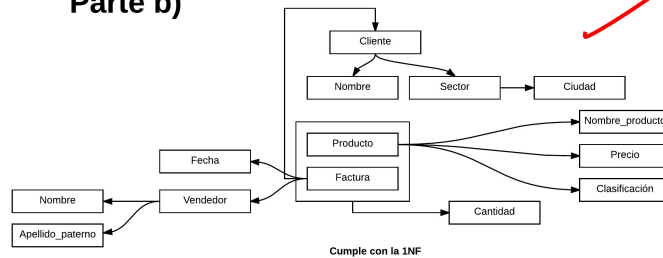 Parte b)
Cliente
Nombre
Sector
Ciudad
Producto
Factura
Nombre_producto
Precio
Clasificación
Fecha
Vendedor
Nombre
Apellido_paterno
Cantidad
Cumple con la 1NF